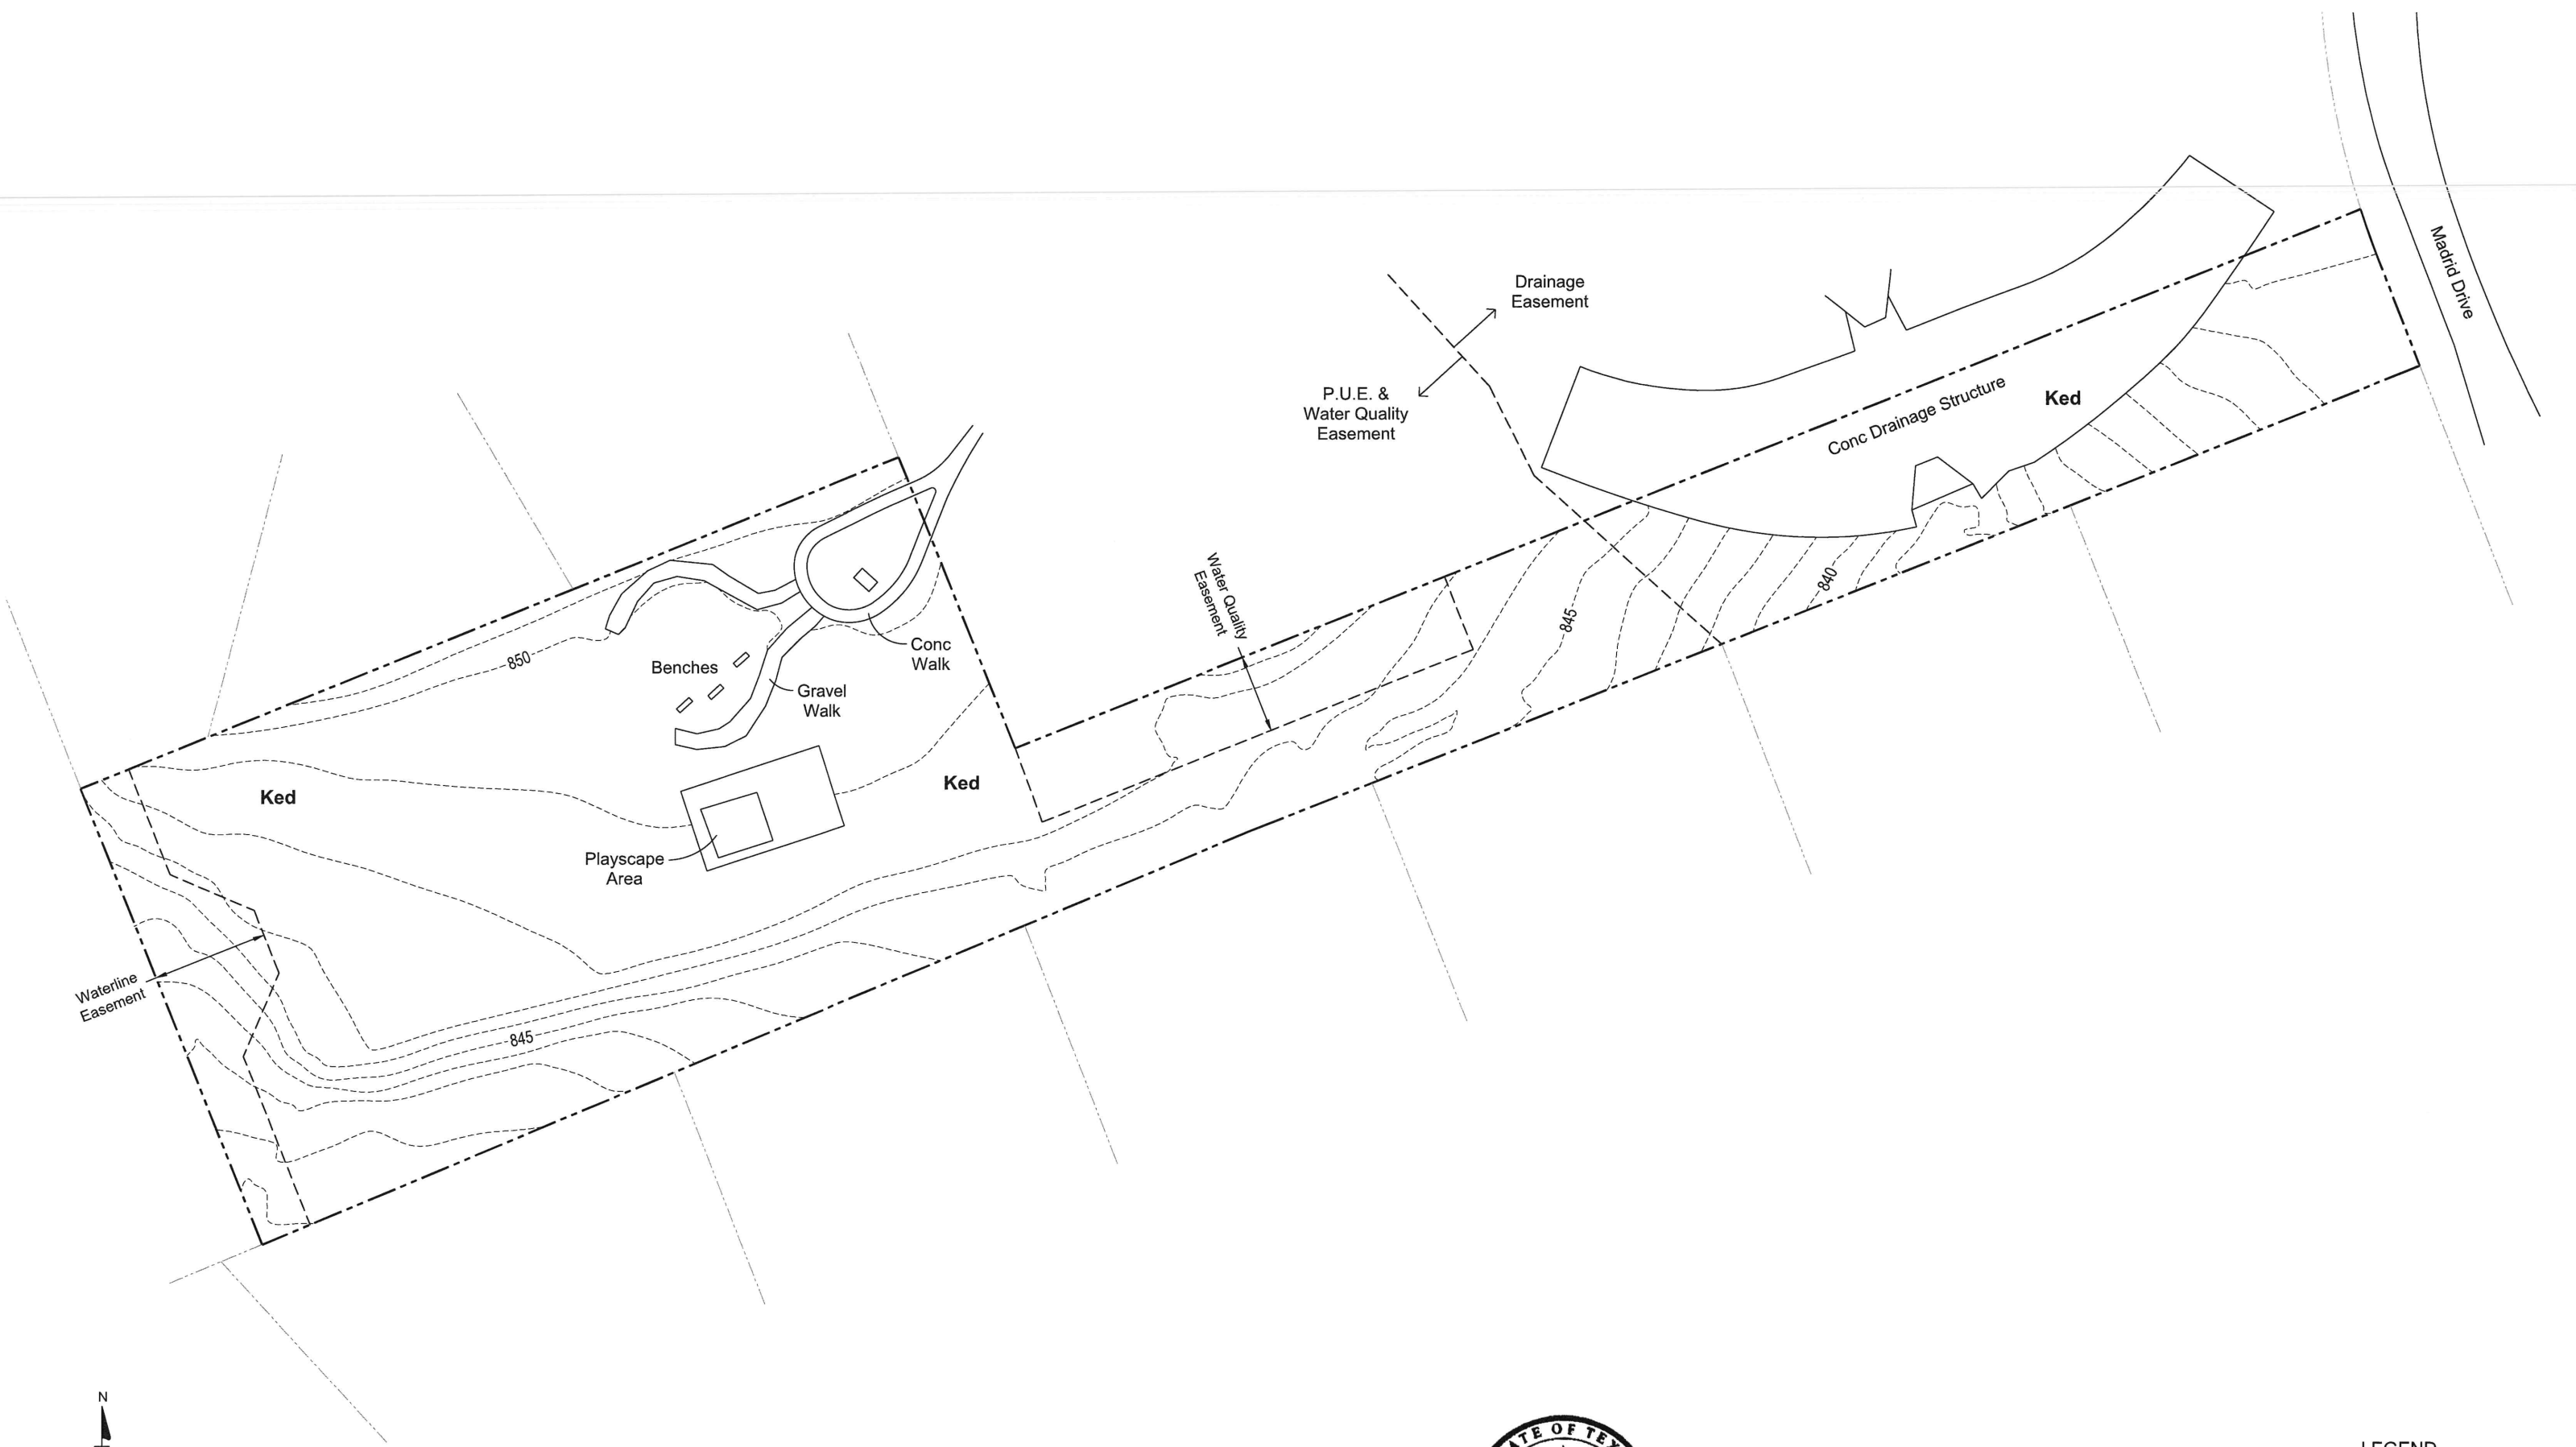 Madrid Drive
Drainage
Easement
P.U.E. &
Water Quality
Easement
Conc Drainage Structure
Ked
Water Quality
Easement
840
845
850
Benches
Conc
Walk
Gravel
Walk
Ked
Ked
Playscape
Area
Waterline
Easement
845
N